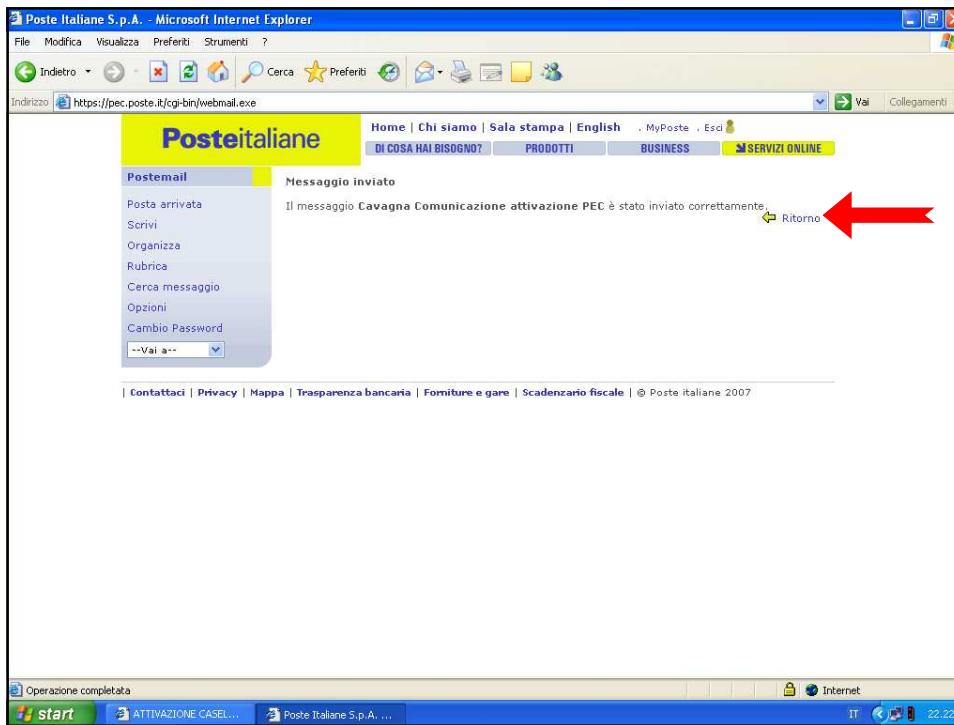 Poste Italiane S.p.A. - Microsoft Internet Explorer
File Modifica Visualizza Preferiti Strumenti ?
Indietro Cerca Preferiti
Indirizzo https://pec.poste.it/cgi-bin/webmail.exe Vai Collegamenti
Posteitaliane
Home | Chi siamo | Sala stampa | English . MyPoste . Esci
DI COSA HAI BISOGNO? PRODOTTI BUSINESS SERVIZI ONLINE
Postemail
Posta arrivata
Scrivi
Organizza
Rubrica
Cerca messaggio
Opzioni
Cambio Password
--Vai a--
Messaggio inviato
Il messaggio Cavagna Comunicazione attivazione PEC è stato inviato correttamente.
Ritorno
| Contattaci | Privacy | Mappa | Trasparenza bancaria | Forniture e gare | Scadenzario fiscale | © Poste italiane 2007
Operazione completata Internet
start ATTIVAZIONE CASEL... Poste Italiane S.p.A. ... IT 22.22